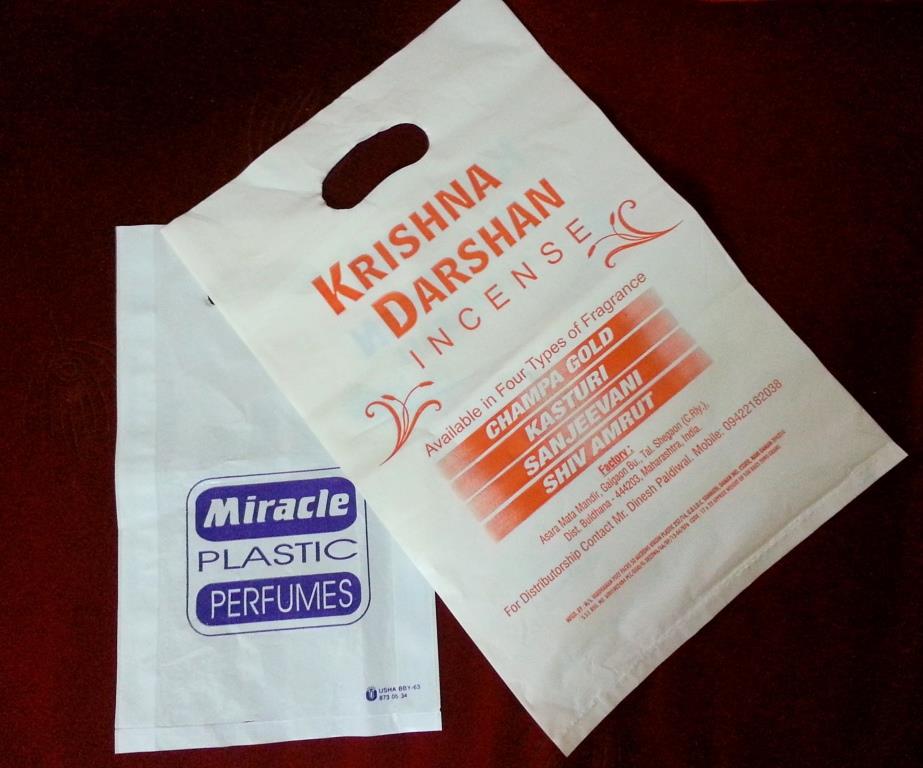 KRISHNA
DARSHAN
INCENSE
Available in Four Types of Fragrance
CHAMPA GOLD
KASTURI
SANJEEVANI
SHIV AMRUT
Factory :
Asara Mata Mandir, Gaigaon Bu., Tal. Shegaon (C.Rly.),
Dist. Buldhana - 444203, Maharashtra, India.
For Distributorship Contact Mr. Dinesh Paldiwal. Mobile: 09422182038
Miracle
PLASTIC
PERFUMES
USHA BBY-63
873 05 34